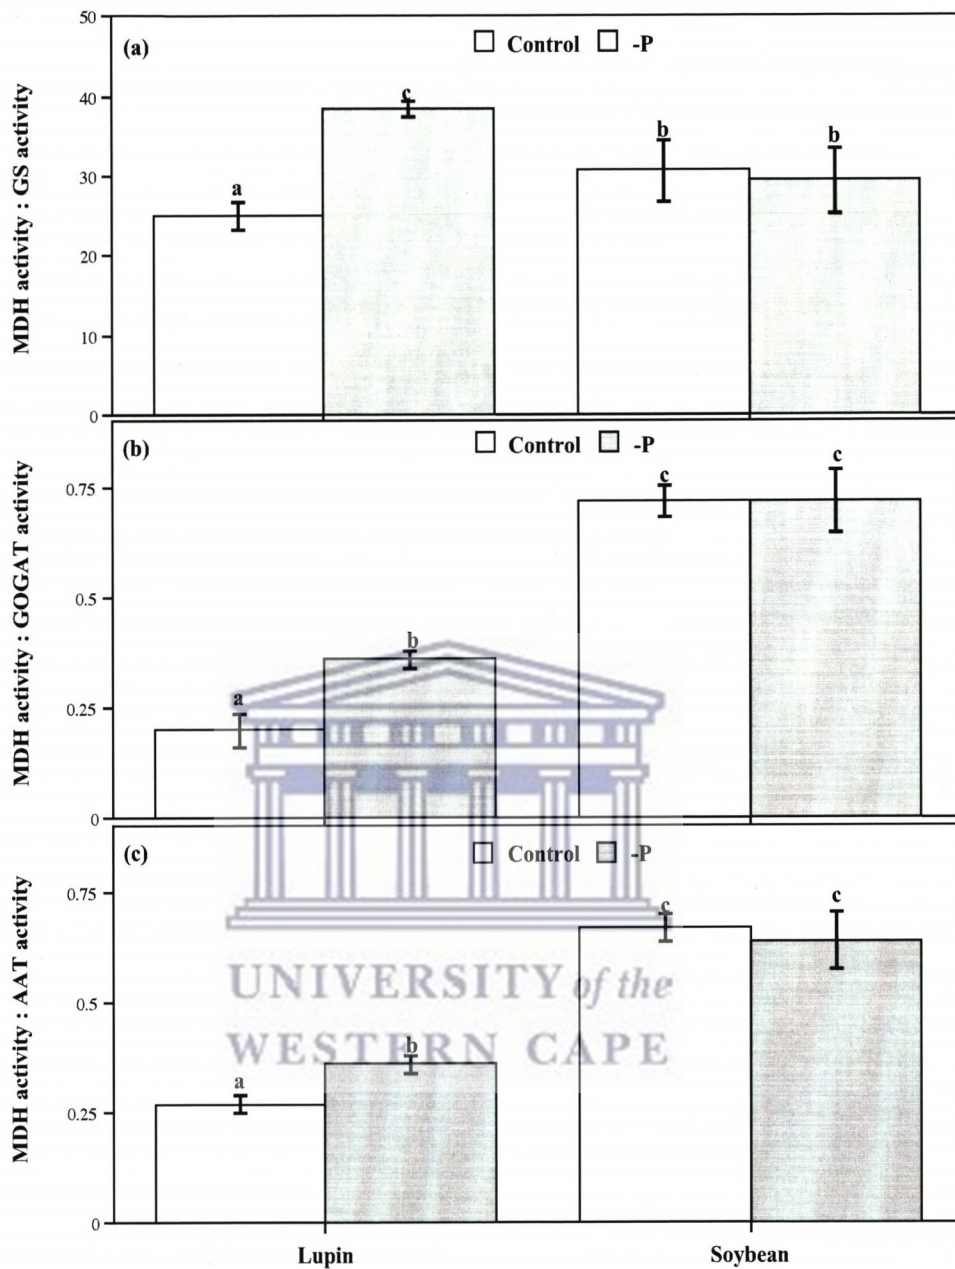 50
(a)
Control -P
40
c
b
b
30
a
20
10
0
MDH activity : GS activity
(b)
Control -P
0.75
c
c
0.5
b
0.25
a
0
MDH activity : GOGAT activity
(c)
Control -P
0.75
c
c
0.5
b
a
0.25
0
MDH activity : AAT activity
UNIVERSITY of the
WESTERN CAPE
Lupin Soybean